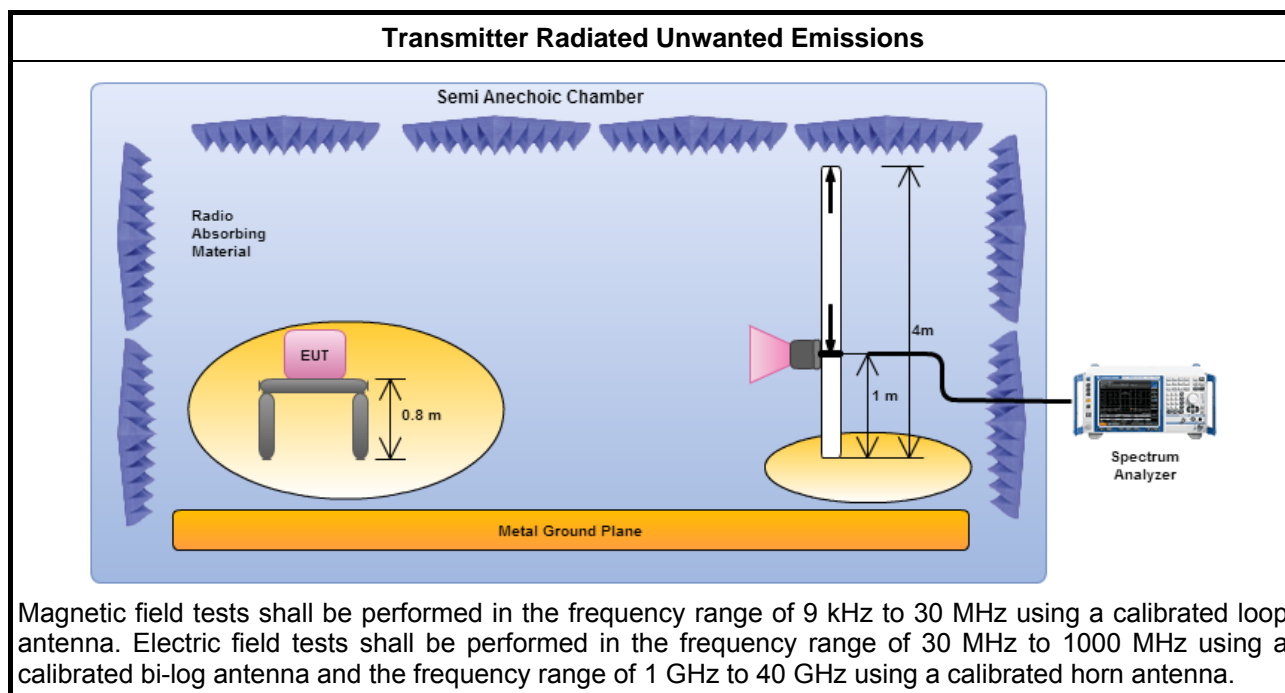 Transmitter Radiated Unwanted Emissions
Semi Anechoic Chamber
Radio
Absorbing
Material
EUT
0.8 m
4m
1 m
Spectrum
Analyzer
Metal Ground Plane
Magnetic field tests shall be performed in the frequency range of 9 kHz to 30 MHz using a calibrated loop
antenna. Electric field tests shall be performed in the frequency range of 30 MHz to 1000 MHz using a
calibrated bi-log antenna and the frequency range of 1 GHz to 40 GHz using a calibrated horn antenna.